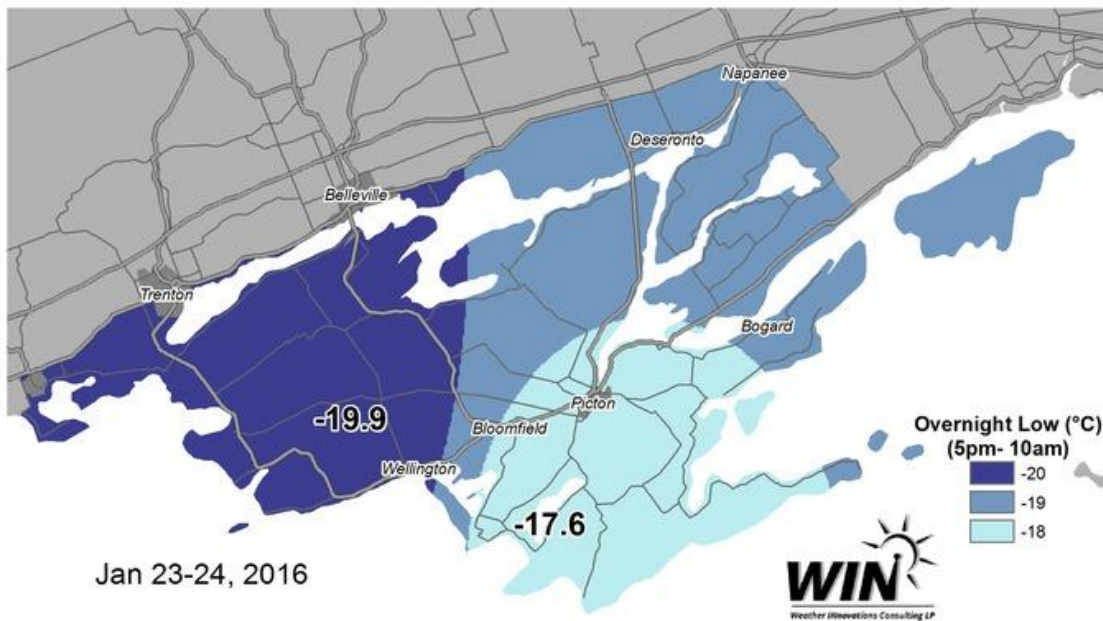 Napanee
Deseronto
Belleville
Trenton
Bogard
Picton
-19.9
Bloomfield
Wellington
-17.6
Overnight Low (°C)
(5pm- 10am)
-20
-19
-18
Jan 23-24, 2016
WIN
Weather INnovations Consulting LP